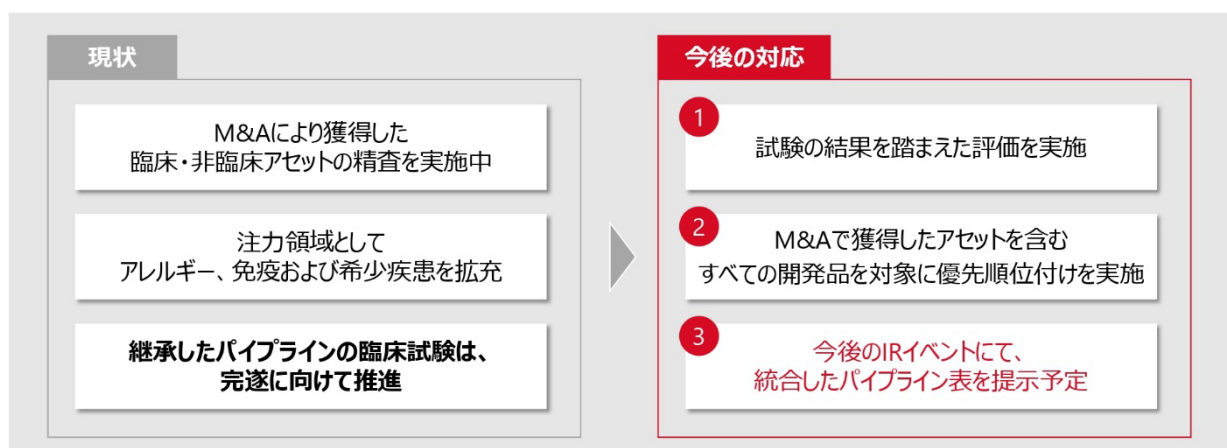 現状
M&Aにより獲得した
臨床・非臨床アセットの精査を実施中
注力領域として
アレルギー、免疫および希少疾患を拡充
継承したパイプラインの臨床試験は、
完遂に向けて推進
今後の対応
1
試験の結果を踏まえた評価を実施
2
M&Aで獲得したアセットを含む
すべての開発品を対象に優先順位付けを実施
3
今後のIRイベントにて、
統合したパイプライン表を提示予定